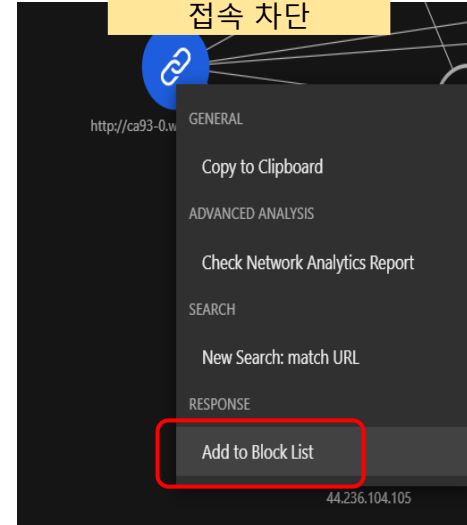 접속 차단
http://ca93-0.w
GENERAL
Copy to Clipboard
ADVANCED ANALYSIS
Check Network Analytics Report
SEARCH
New Search: match URL
RESPONSE
Add to Block List
44.236.104.105